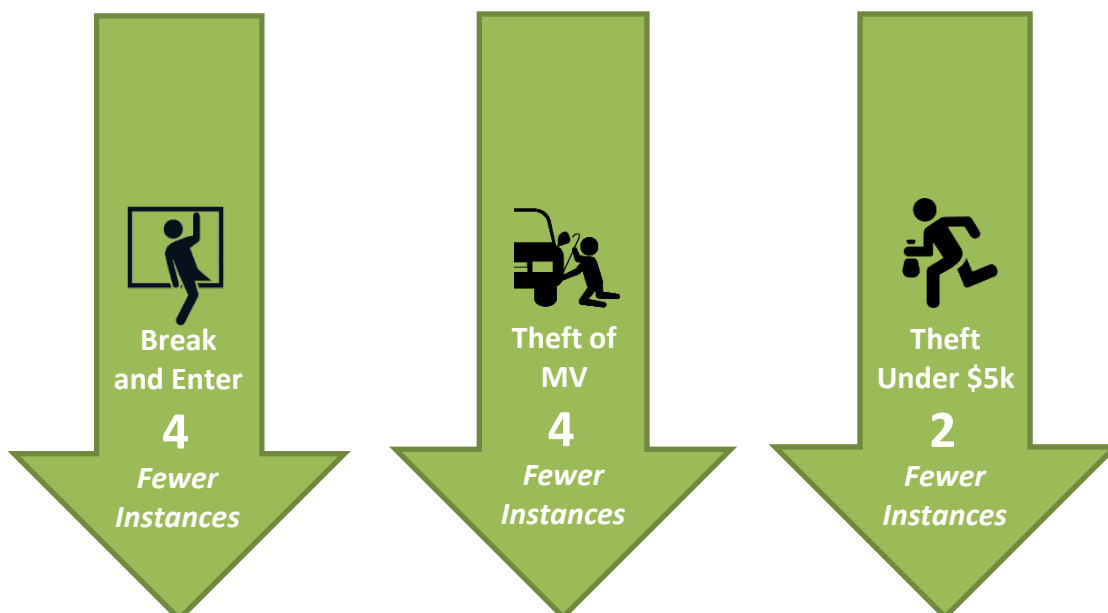 Break
and Enter
4
Fewer
Instances
Theft of
MV
4
Fewer
Instances
Theft
Under $5k
2
Fewer
Instances